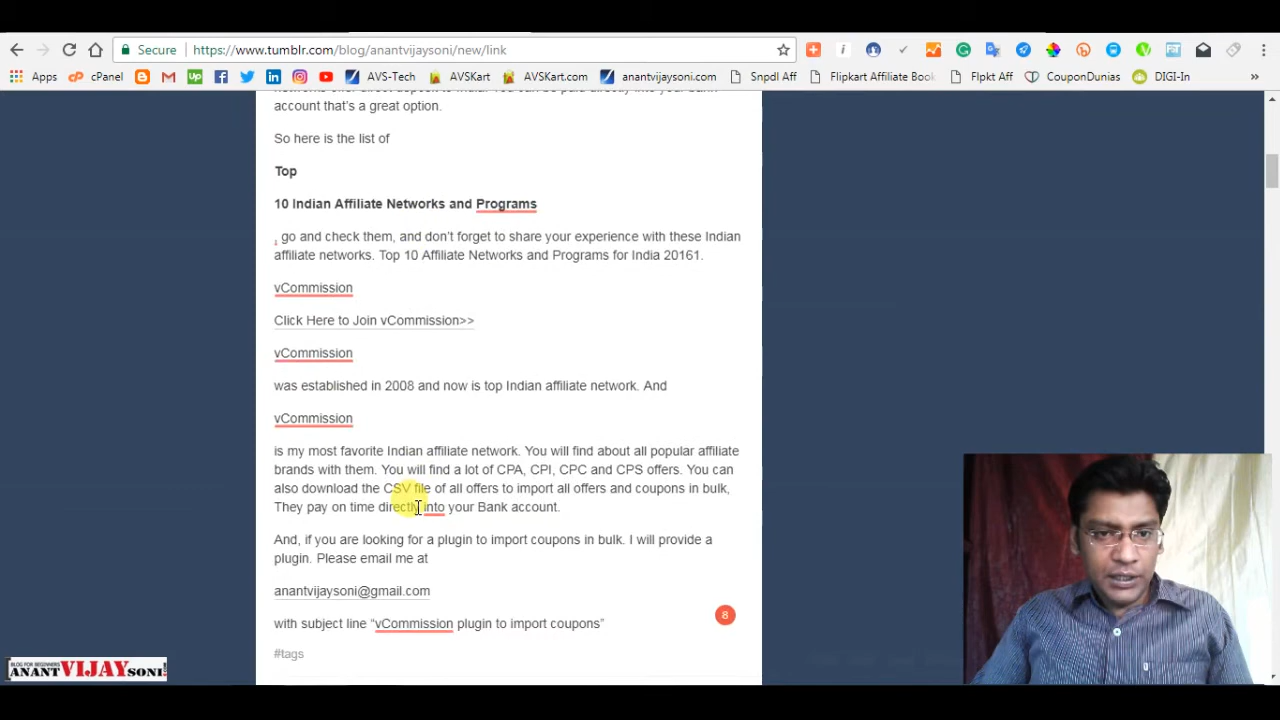 Secure https://www.tumblr.com/blog/anantvijaysoni/new/link
Apps cPanel Up AVS-Tech AVSKart AVSKart.com anantvijaysoni.co Snpdl Aff Flipkart Affiliate Book Flpkt Aff CouponDunias DIGI-In »
account that's a great option.
So here is the list of
Top
10 Indian Affiliate Networks and Programs
, go and check them, and don't forget to share your experience with these Indian
affiliate networks. Top 10 Affiliate Networks and Programs for India 20161.
vCommission
Click Here to Join vCommission>>
vCommission
was established in 2008 and now is top Indian affiliate network. And
vCommission
is my most favorite Indian affiliate network. You will find about all popular affiliate
brands with them. You will find a lot of CPA, CPI, CPC and CPS offers. You can
also download the CSV file of all offers to import all offers and coupons in bulk,
They pay on time directly into your Bank account.
And, if you are looking for a plugin to import coupons in bulk. I will provide a
plugin. Please email me at
anantvijaysoni@gmail.com
8
with subject line “vCommission plugin to import coupons”
#tags
BLOG FOR BEGINNERS
ANANTVIJAYSONI